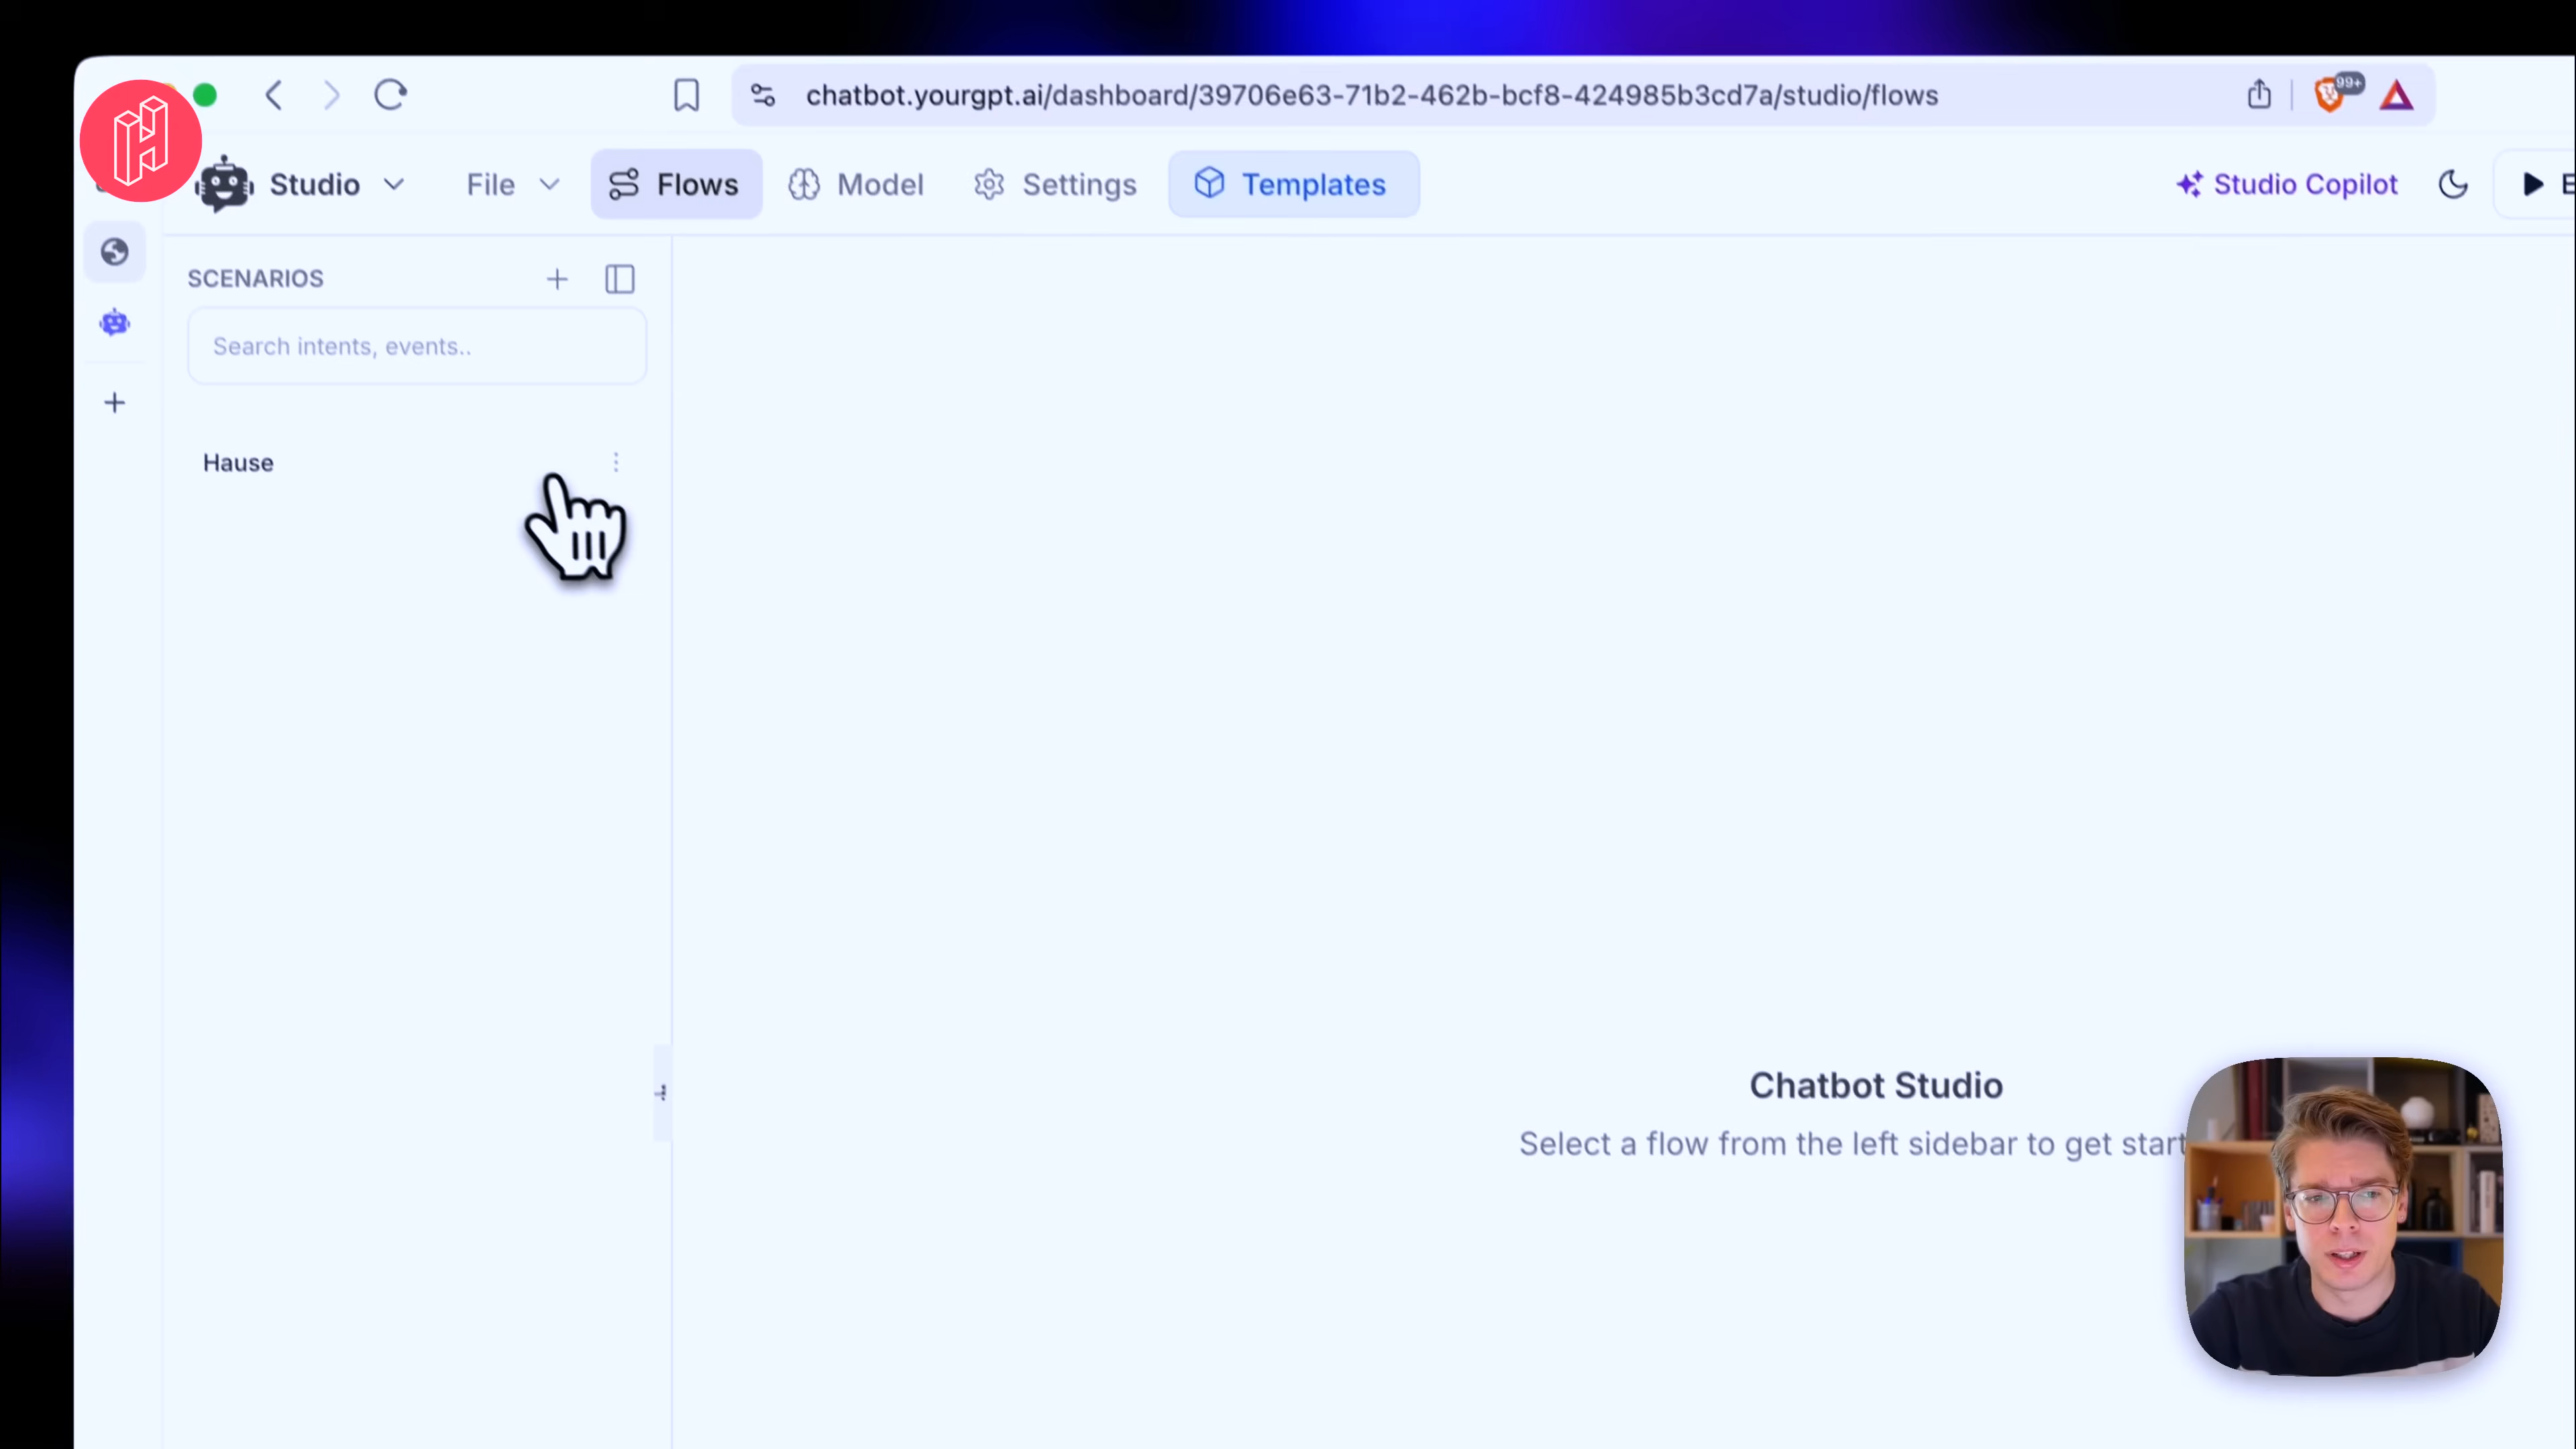 chatbot.yourgpt.ai/dashboard/39706e63-71b2-462b-bcf8-424985b3cd7a/studio/flows
99+
Studio
File
Flows
Model
Settings
Templates
Studio Copilot
SCENARIOS
Search intents, events..
Hause
Chatbot Studio
Select a flow from the left sidebar to get start